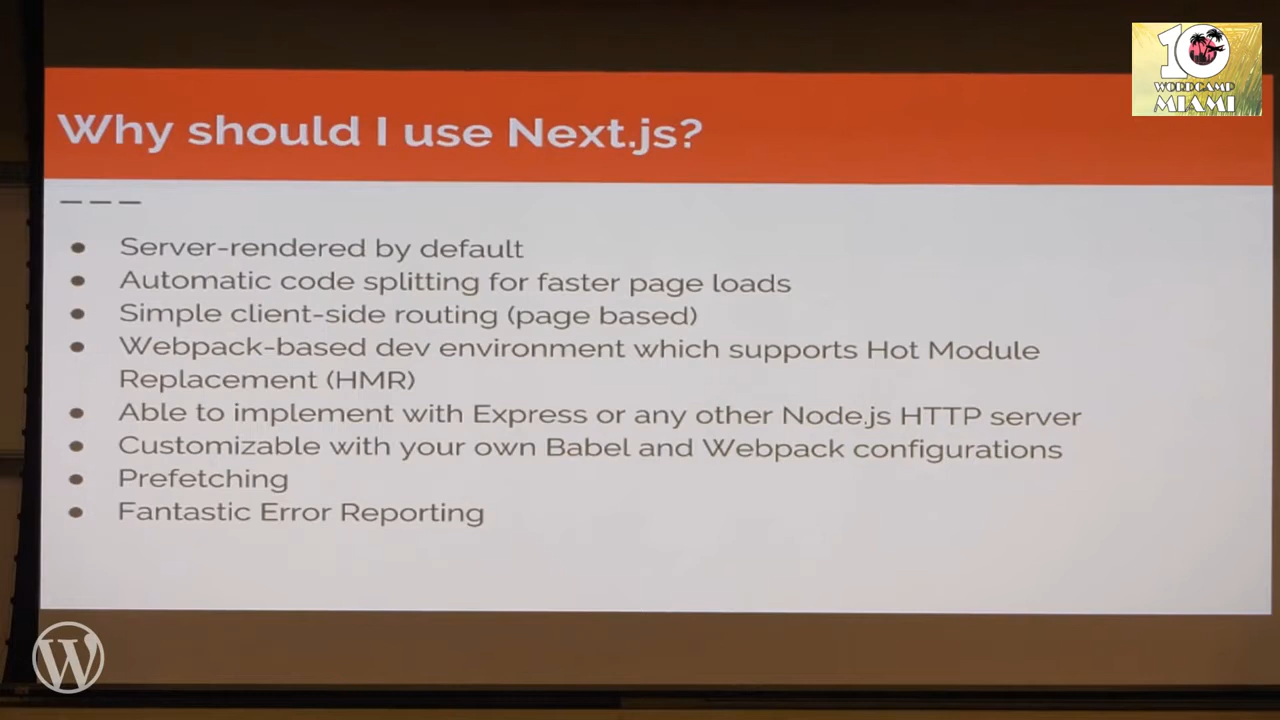 10
WORDCAMP
MIAMI
Why should I use Next.js?
● Server-rendered by default
● Automatic code splitting for faster page loads
● Simple client-side routing (page based)
● Webpack-based dev environment which supports Hot Module
Replacement (HMR)
● Able to implement with Express or any other Node.js HTTP server
● Customizable with your own Babel and Webpack configurations
● Prefetching
● Fantastic Error Reporting
W